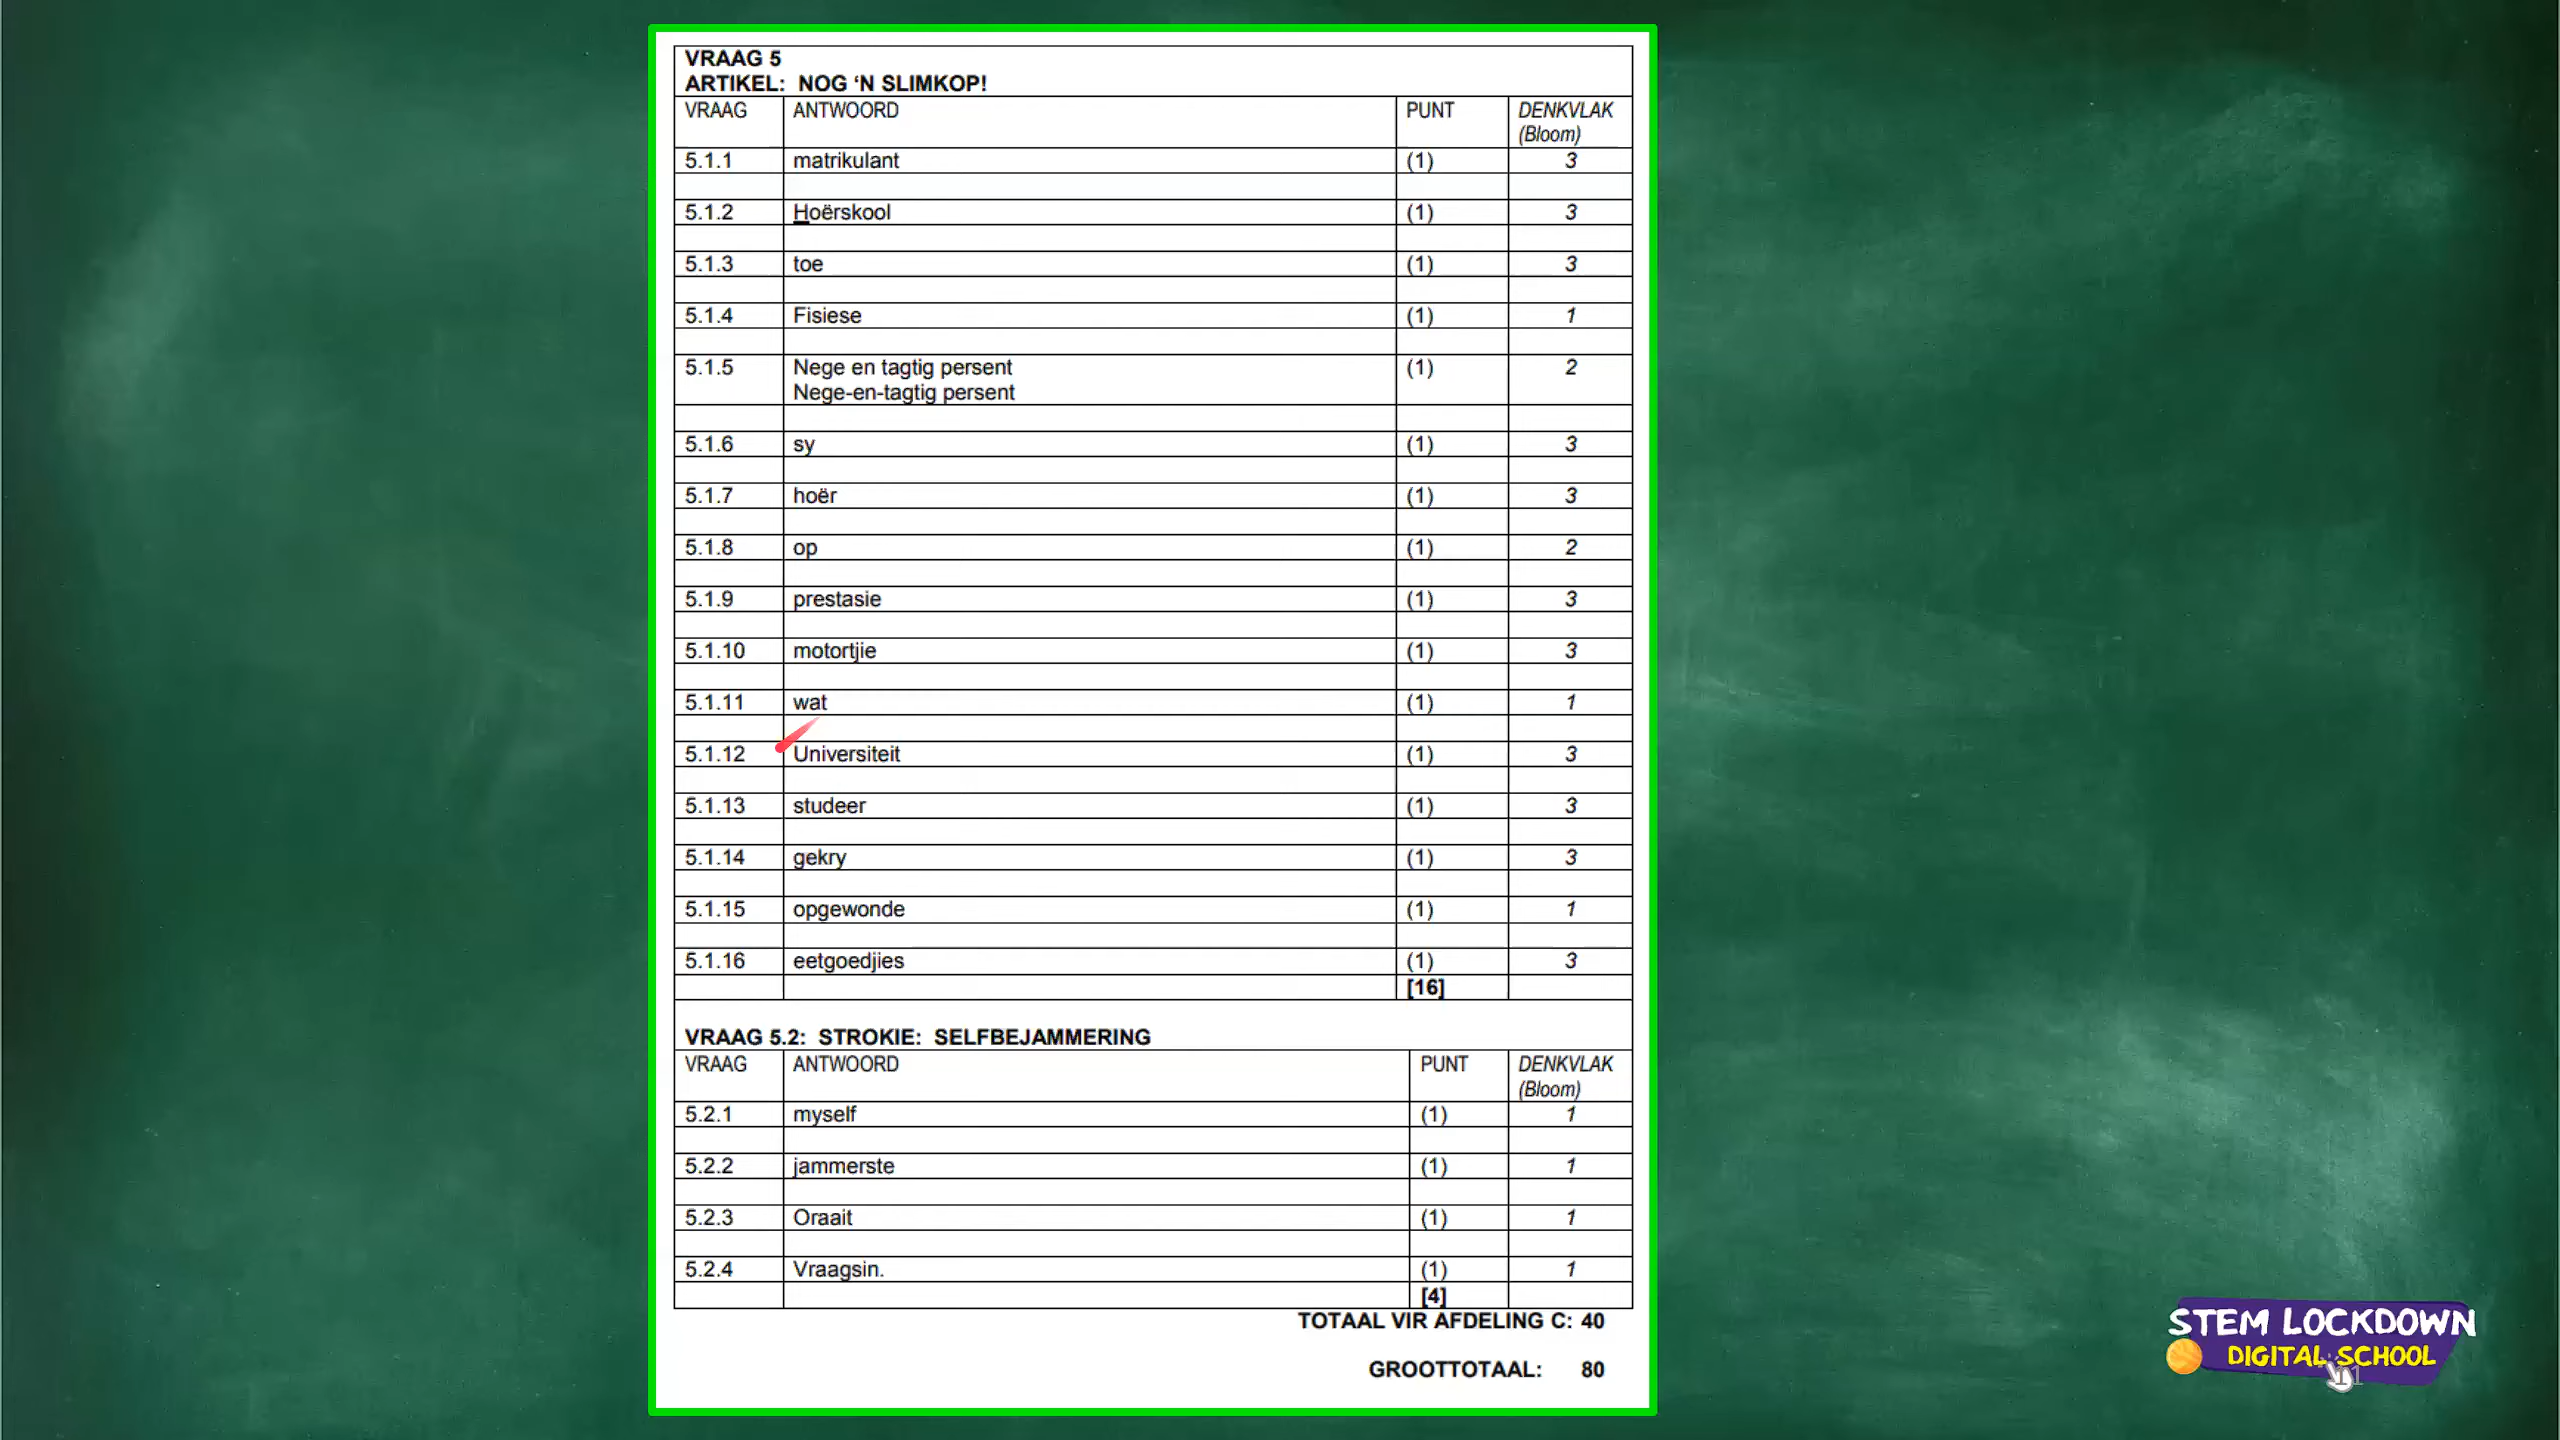 VRAAG 5
ARTIKEL: NOG ‘N SLIMKOP!
VRAAG ANTWOORD PUNT DENKVLAK
(Bloom)
5.1.1 matrikulant (1) 3
5.1.2 Hoërskool (1) 3
5.1.3 toe (1) 3
5.1.4 Fisiese (1) 1
5.1.5 Nege en tagtig persent (1) 2
Nege-en-tagtig persent
5.1.6 sy (1) 3
5.1.7 hoër (1) 3
5.1.8 op (1) 2
5.1.9 prestasie (1) 3
5.1.10 motortjie (1) 3
5.1.11 wat (1) 1
5.1.12 Universiteit (1) 3
5.1.13 studeer (1) 3
5.1.14 gekry (1) 3
5.1.15 opgewonde (1) 1
5.1.16 eetgoedjies (1) 3
[16]
VRAAG 5.2: STROKIE: SELFBEJAMMERING
VRAAG ANTWOORD PUNT DENKVLAK
(Bloom)
5.2.1 myself (1) 1
5.2.2 jammerste (1) 1
5.2.3 Oraait (1) 1
5.2.4 Vraagsin. (1) 1
[4]
TOTAAL VIR AFDELING C: 40
GROOTTOTAAL: 80
STEM LOCKDOWN
DIGITAL SCHOOL
11